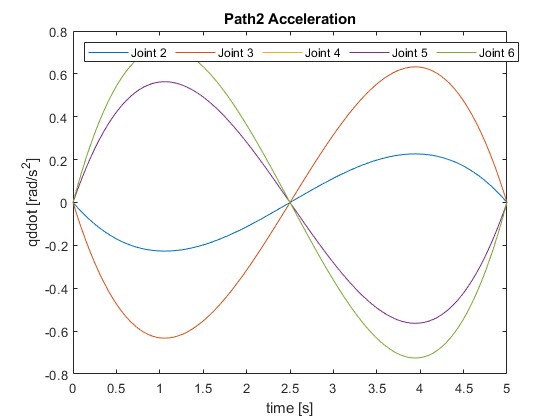 Path2 Acceleration
Joint 2 Joint 3 Joint 4 Joint 5 Joint 6
0.8
0.6
0.4
0.2
0
-0.2
-0.4
-0.6
-0.8
qddot [rad/s2]
0 0.5 1 1.5 2 2.5 3 3.5 4 4.5 5
time [s]